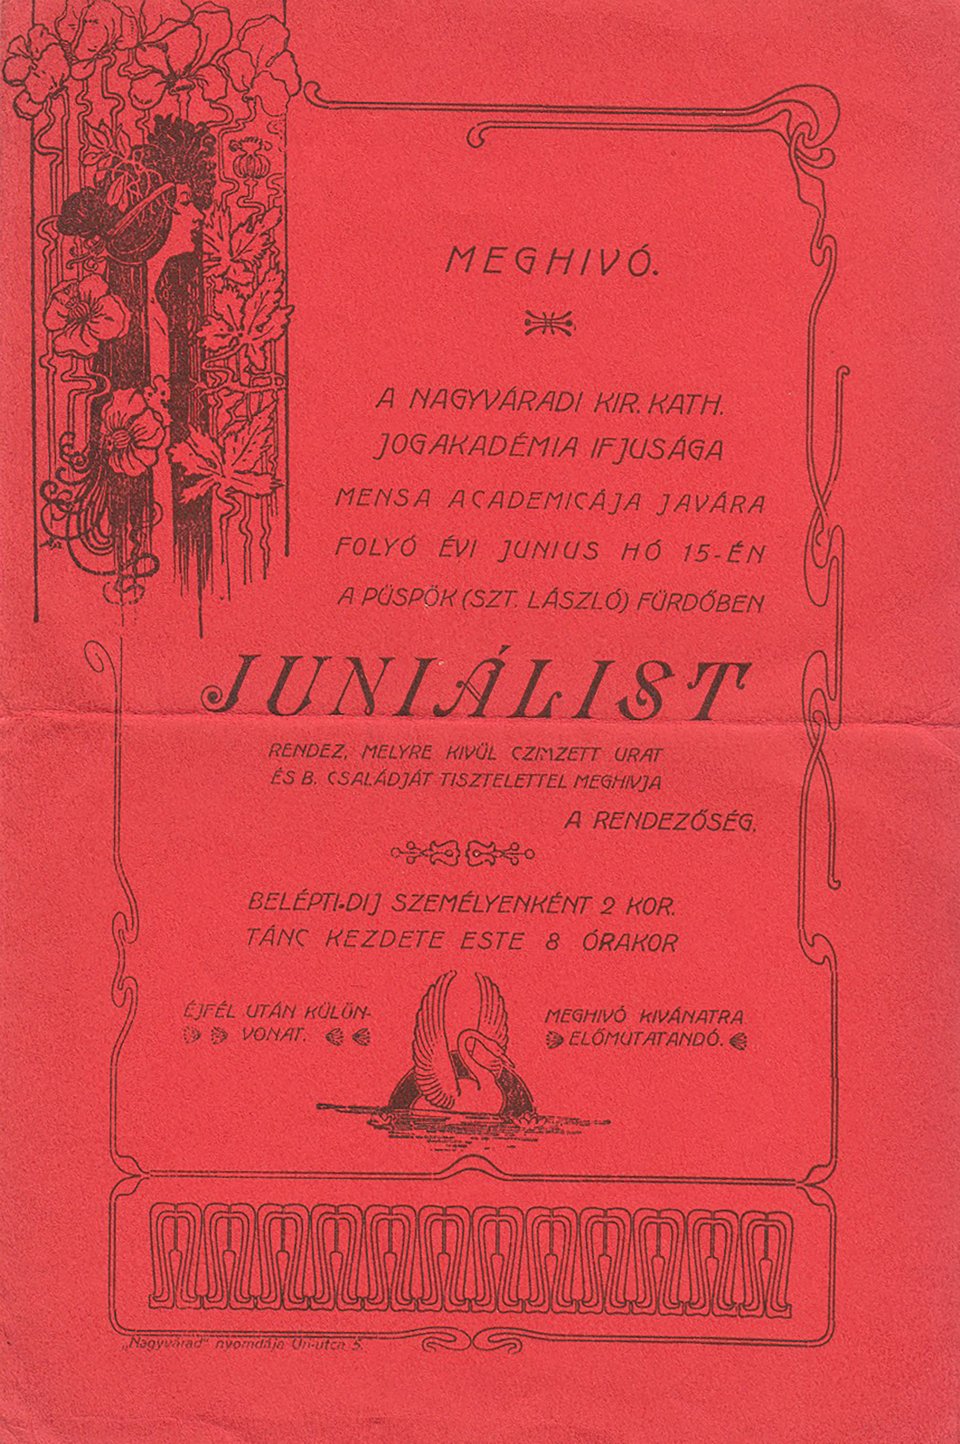 MEGHIVÓ.
A NAGYVÁRADI KIR. KATH.
JOGAKADÉMIA IFJUSÁGA
MENSA ACADEMICÁJA JAVÁRA
FOLYÓ ÉVI JUNIUS HÓ 15-ÉN
A PÜSPÖK (SZT. LÁSZLÓ) FÜRDŐBEN
JUNIÁLIST
RENDEZ, MELYRE KIVÜL CZIMZETT URAT
ÉS B. CSALÁDJÁT TISZTELETTEL MEGHIVJA
A RENDEZŐSÉG.
BELÉPTI-DIJ SZEMÉLYENKÉNT 2 KOR.
TÁNC KEZDETE ESTE 8 ÓRAKOR
ÉJFÉL UTÁN KÜLÖN-
VONAT.
MEGHIVÓ KIVÁNATRA
ELŐMUTATANDÓ.
„Nagyvárad" nyomdája Úri-utca 5.